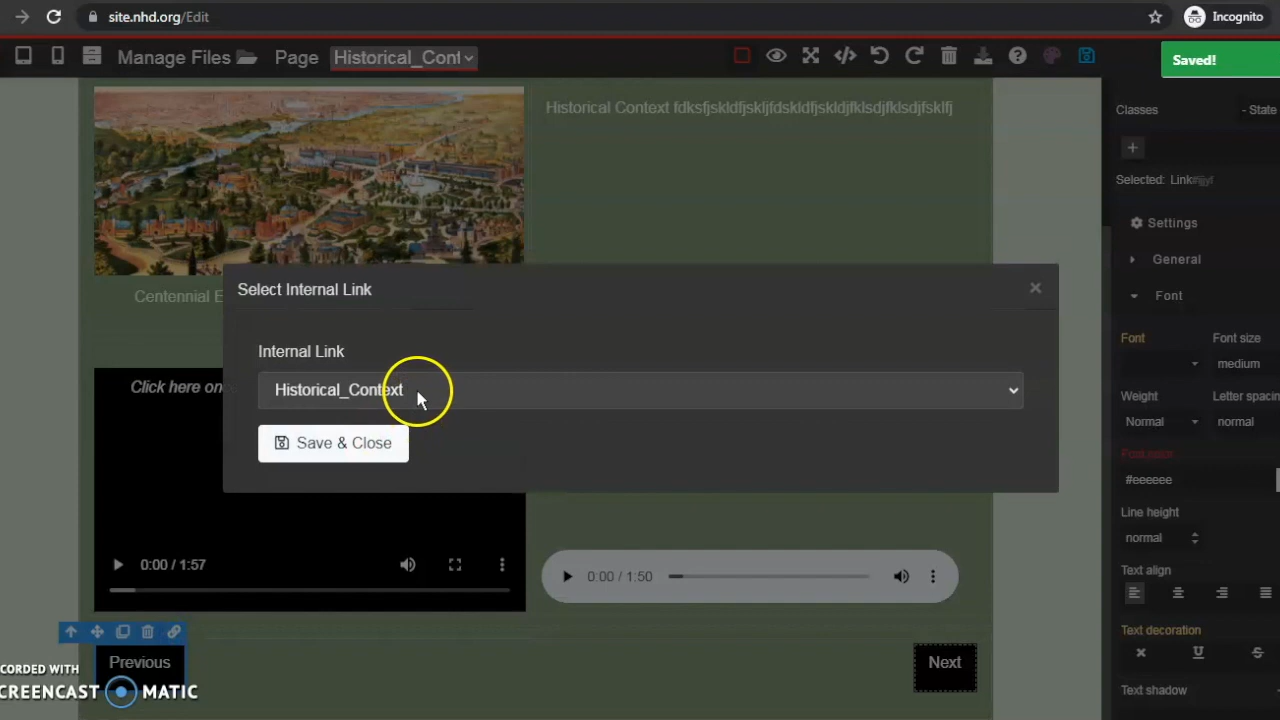 site.nhd.org/Edit
Incognito
Manage Files
Page
Historical_Cont
Saved!
Historical Context fdksfjskldfjskljfdskldfjskldjfklsdjfklsdjfsklfj
Classes
- State
Selected: Link
Settings
General
Font
Centennial E
Select Internal Link
×
Internal Link
Historical_Context
Save & Close
Click here on
Font
Font size
medium
Weight
Letter spacin
Normal
normal
Font color
#eeeeee
Line height
normal
Text align
Text decoration
Text shadow
0:00 / 1:57
0:00 / 1:50
Previous
Next
CORDED WITH
CREENCAST MATIC